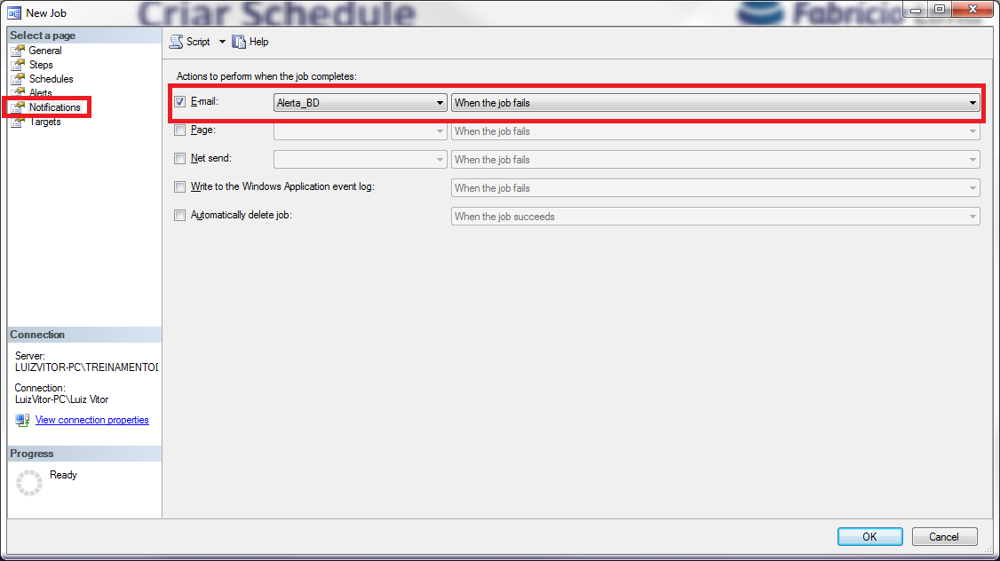 Criar Schedule
Fabricio
New Job
Select a page
General
Steps
Schedules
Alerts
Notifications
Targets
Script
Help
Actions to perform when the job completes:
E-mail: Alerta_BD When the job fails
Page: When the job fails
Net send: When the job fails
Write to the Windows Application event log: When the job fails
Automatically delete job: When the job succeeds
Connection
Server:
LUIZVITOR-PC\TREINAMENTO
Connection:
LuizVitor-PC\Luiz Vitor
View connection properties
Progress
Ready
OK
Cancel